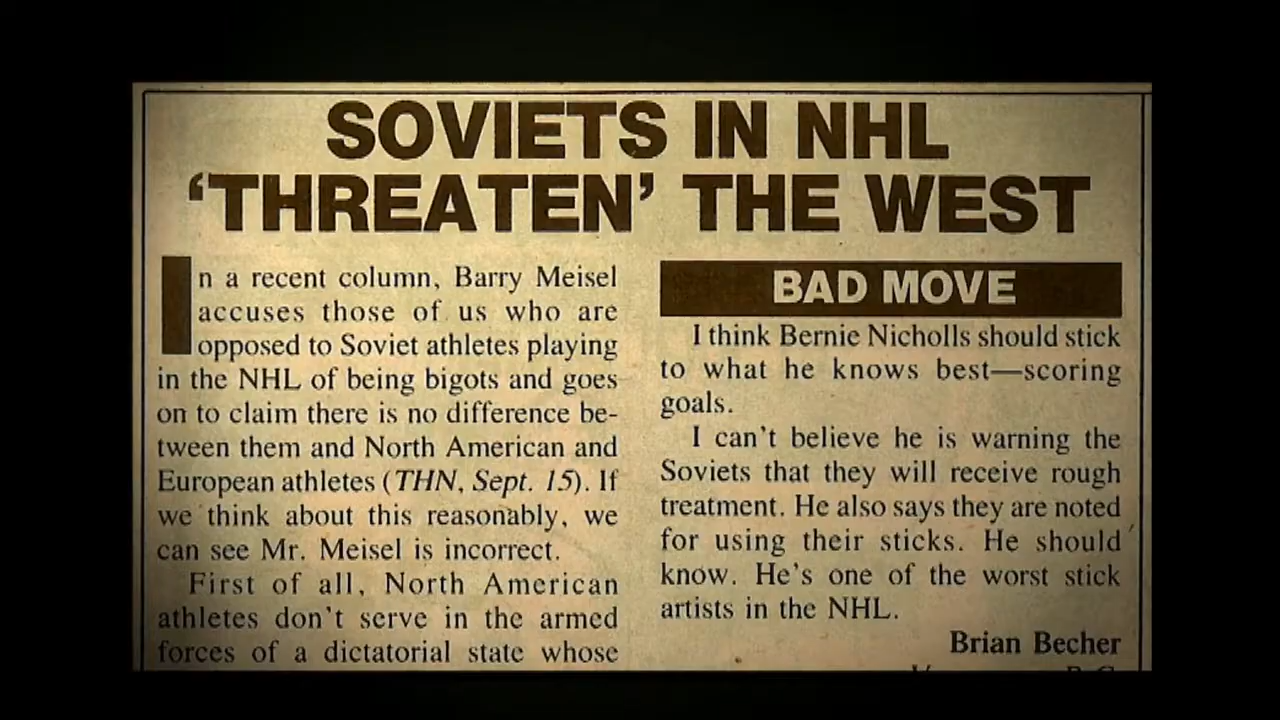 SOVIETS IN NHL
‘THREATEN’ THE WEST
In a recent column, Barry Meisel
accuses those of us who are
opposed to Soviet athletes playing
in the NHL of being bigots and goes
on to claim there is no difference be-
tween them and North American and
European athletes (THN, Sept. 15). If
we think about this reasonably, we
can see Mr. Meisel is incorrect.
First of all, North American
athletes don’t serve in the armed
forces of a dictatorial state whose
BAD MOVE
I think Bernie Nicholls should stick
to what he knows best—scoring
goals.
I can’t believe he is warning the
Soviets that they will receive rough
treatment. He also says they are noted
for using their sticks. He should
know. He’s one of the worst stick
artists in the NHL.
Brian Becher